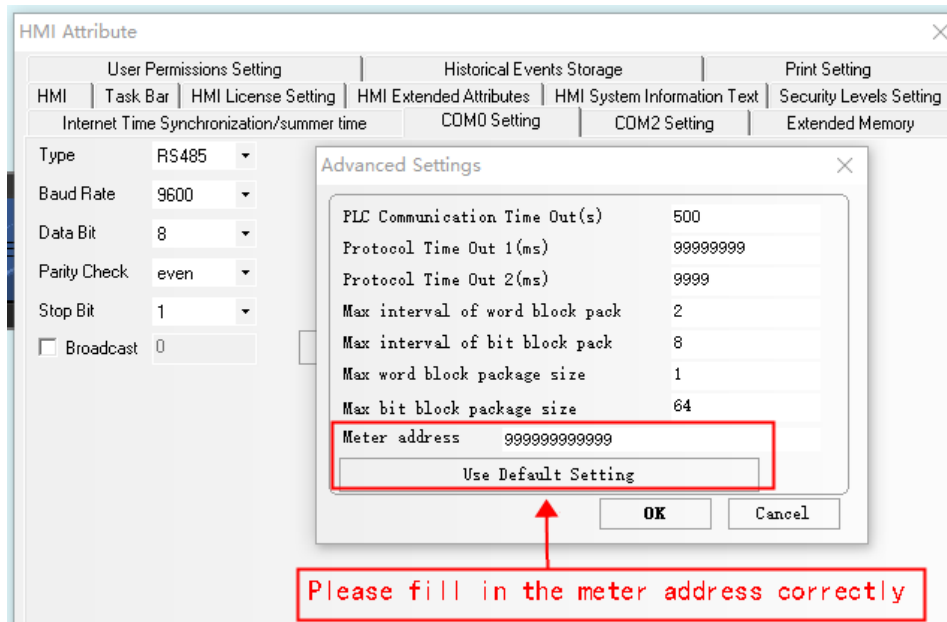 HMI Attribute
User Permissions Setting
Historical Events Storage
Print Setting
HMI
Task Bar
HMI License Setting
HMI Extended Attributes
HMI System Information Text
Security Levels Setting
Internet Time Synchronization/summer time
COM0 Setting
COM2 Setting
Extended Memory
Type
RS485
Baud Rate
9600
Data Bit
8
Parity Check
even
Stop Bit
1
Broadcast
0
Advanced Settings
PLC Communication Time Out(s)
500
Protocol Time Out 1(ms)
99999999
Protocol Time Out 2(ms)
9999
Max interval of word block pack
2
Max interval of bit block pack
8
Max word block package size
1
Max bit block package size
64
Meter address
999999999999
Use Default Setting
OK
Cancel
Please fill in the meter address correctly